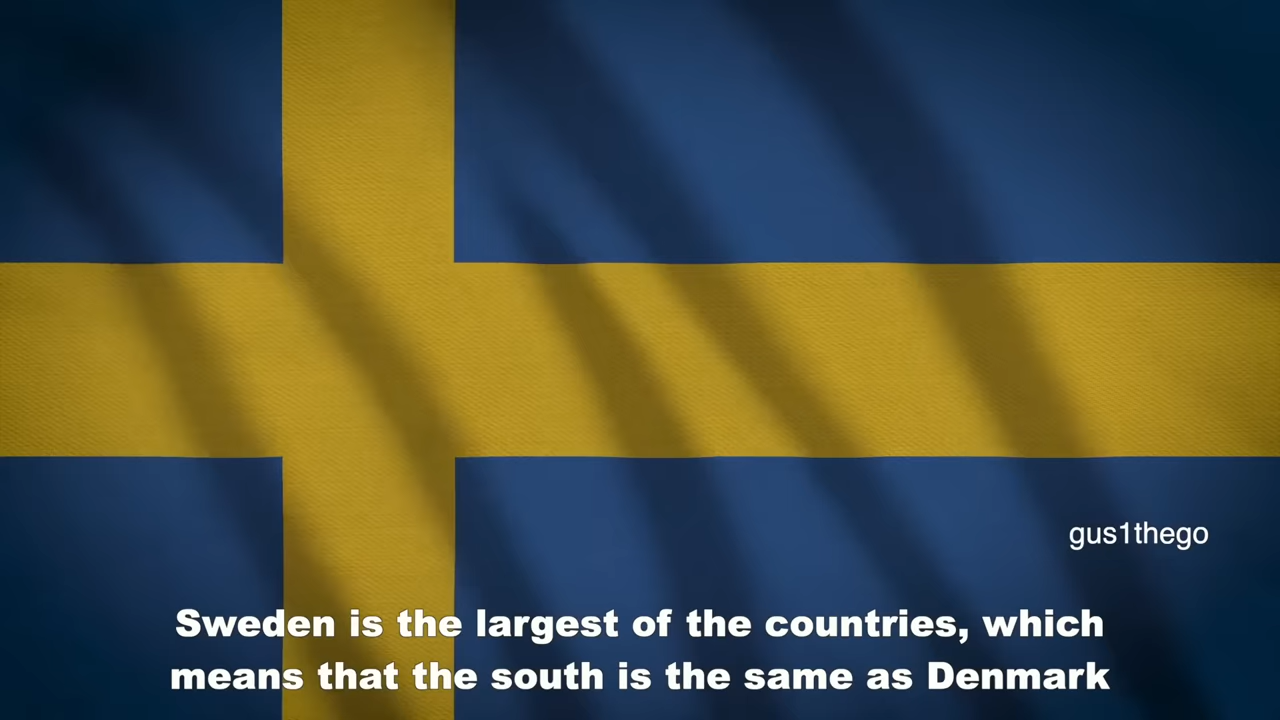 gus1thego
Sweden is the largest of the countries, which
means that the south is the same as Denmark